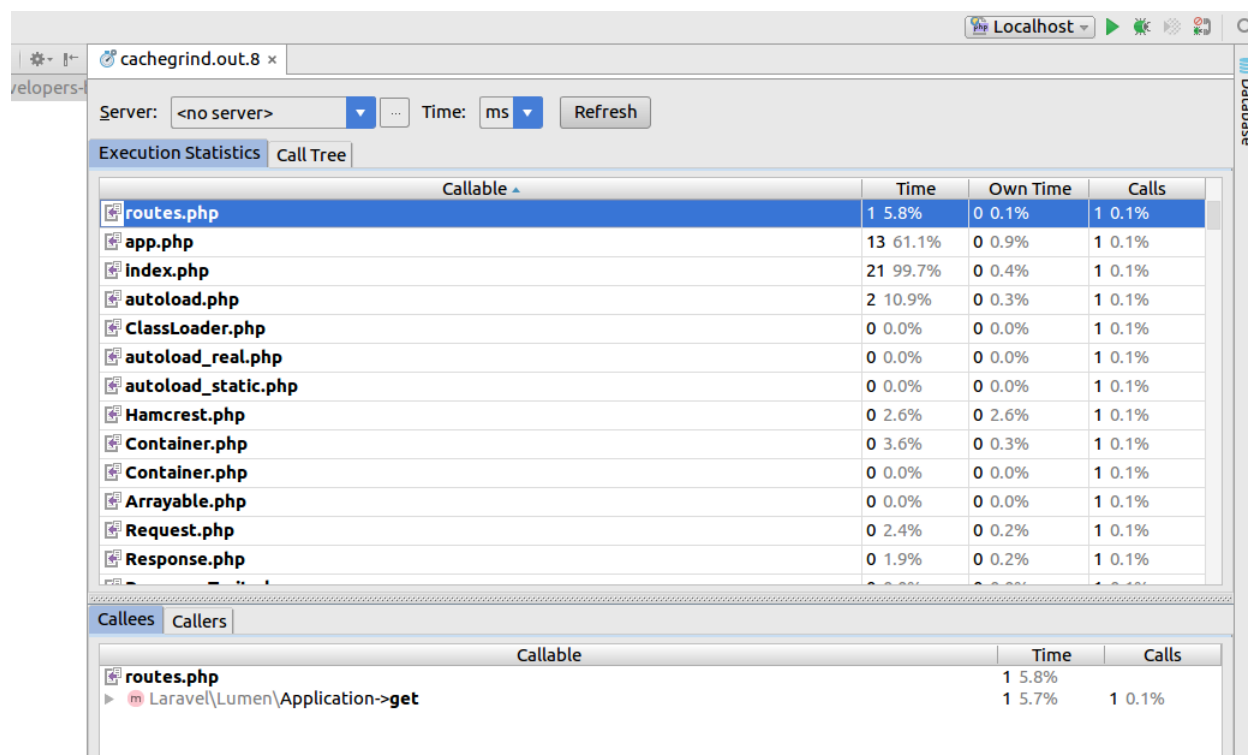 php Localhost
cachegrind.out.8 ×
velopers-
Server: <no server> ... Time: ms Refresh
Database
Execution Statistics Call Tree
Callable Time Own Time Calls
routes.php 1 5.8% 0 0.1% 1 0.1%
app.php 13 61.1% 0 0.9% 1 0.1%
index.php 21 99.7% 0 0.4% 1 0.1%
autoload.php 2 10.9% 0 0.3% 1 0.1%
ClassLoader.php 0 0.0% 0 0.0% 1 0.1%
autoload_real.php 0 0.0% 0 0.0% 1 0.1%
autoload_static.php 0 0.0% 0 0.0% 1 0.1%
Hamcrest.php 0 2.6% 0 2.6% 1 0.1%
Container.php 0 3.6% 0 0.3% 1 0.1%
Container.php 0 0.0% 0 0.0% 1 0.1%
Arrayable.php 0 0.0% 0 0.0% 1 0.1%
Request.php 0 2.4% 0 0.2% 1 0.1%
Response.php 0 1.9% 0 0.2% 1 0.1%
Callees Callers
Callable Time Calls
routes.php 1 5.8%
m Laravel\Lumen\Application->get 1 5.7% 1 0.1%